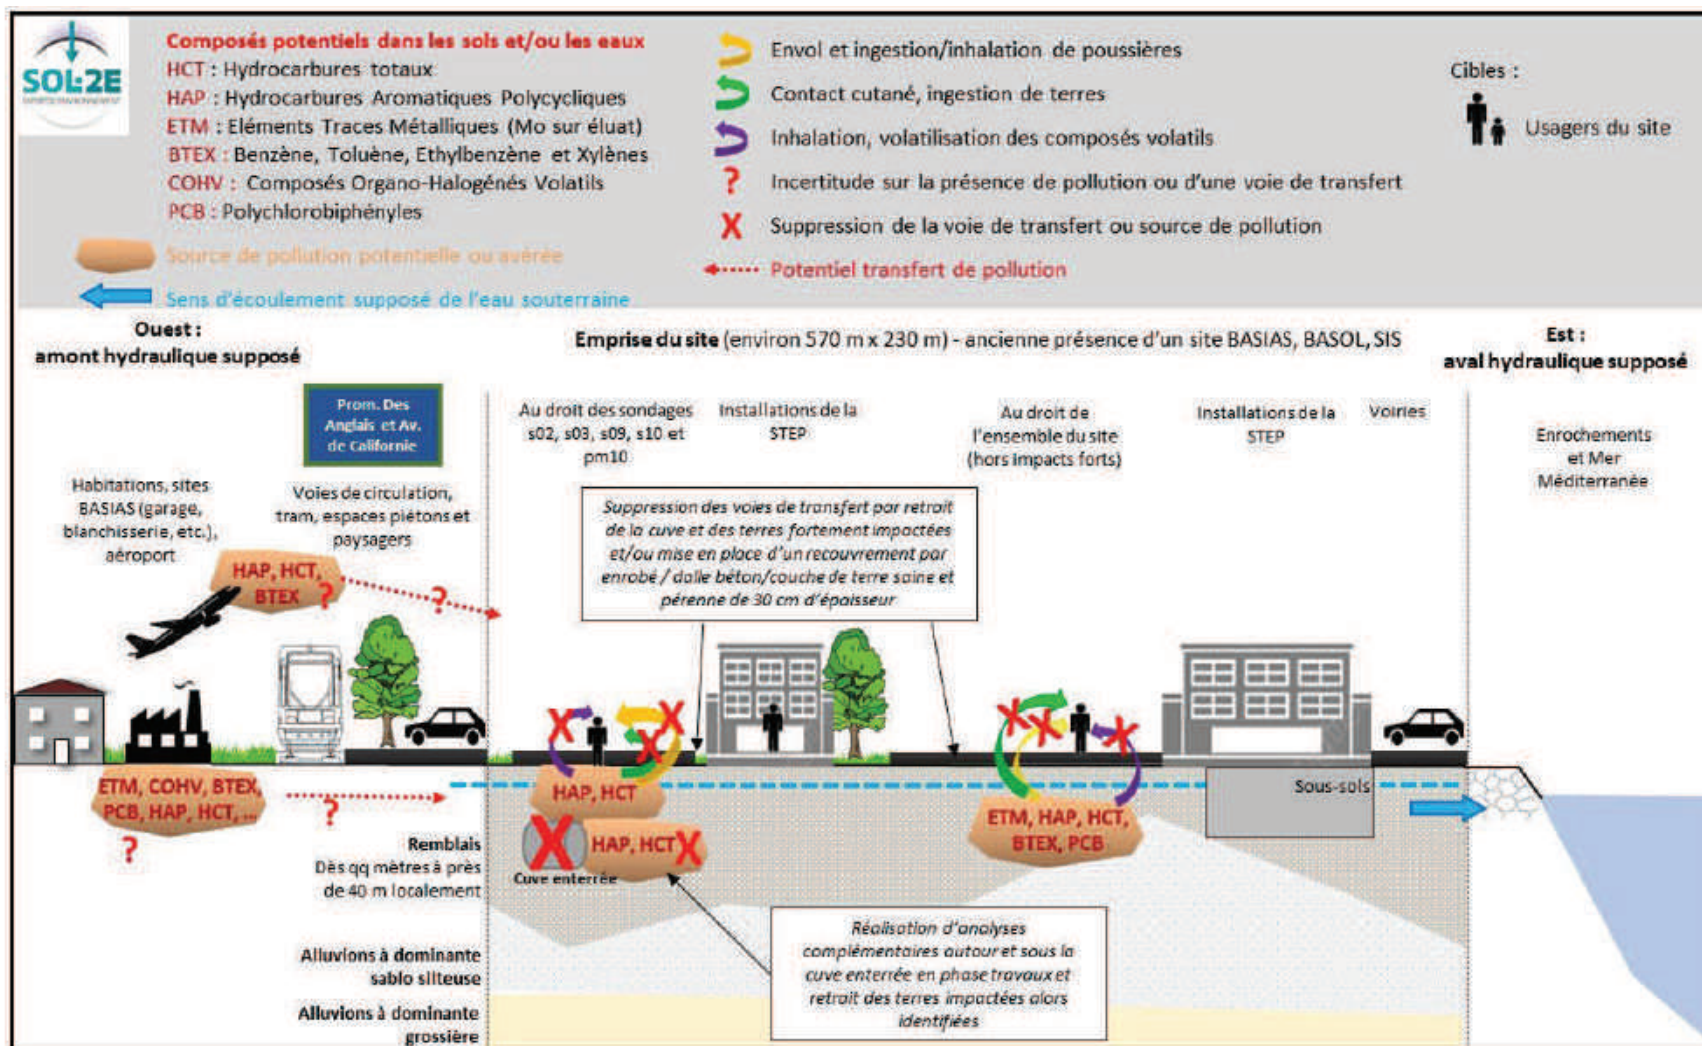 SOL-2E
EXPERTS ENVIRONNEMENT
Composés potentiels dans les sols et/ou les eaux
HCT : Hydrocarbures totaux
HAP : Hydrocarbures Aromatiques Polycycliques
ETM : Eléments Traces Métalliques (Mo sur éluat)
BTEX : Benzène, Toluène, Ethylbenzène et Xylènes
COHV : Composés Organo-Halogénés Volatils
PCB : Polychlorobiphényles
Source de pollution potentielle ou avérée
Sens d'écoulement supposé de l'eau souterraine
Envol et ingestion/inhalation de poussières
Contact cutané, ingestion de terres
Inhalation, volatilisation des composés volatils
? Incertitude sur la présence de pollution ou d'une voie de transfert
X Suppression de la voie de transfert ou source de pollution
Potentiel transfert de pollution
Cibles :
Usagers du site
Ouest :
amont hydraulique supposé
Emprise du site (environ 570 m x 230 m) - ancienne présence d'un site BASIAS, BASOL, SIS
Est :
aval hydraulique supposé
Prom. Des
Anglais et Av.
de Californie
Habitations, sites
BASIAS (garage,
blanchisserie, etc.),
aéroport
Voies de circulation,
tram, espaces piétons et
paysagers
Au droit des sondages
s02, s03, s09, s10 et
pm10
Installations de la
STEP
Au droit de
l'ensemble du site
(hors impacts forts)
Installations de la
STEP
Voiries
Enrochements
et Mer
Méditerranée
Suppression des voies de transfert par retrait
de la cuve et des terres fortement impactées
et/ou mise en place d'un recouvrement par
enrobé / dalle béton/couche de terre saine et
pérenne de 30 cm d'épaisseur
HAP, HCT,
BTEX ?
?
ETM, COHV, BTEX,
PCB, HAP, HCT, ...
?
?
HAP, HCT
HAP, HCT
Cuve enterrée
ETM, HAP, HCT,
BTEX, PCB
Sous-sols
Remblais
Dès qq mètres à près
de 40 m localement
Alluvions à dominante
sablo silteuse
Alluvions à dominante
grossière
Réalisation d'analyses
complémentaires autour et sous la
cuve enterrée en phase travaux et
retrait des terres impactées alors
identifiées